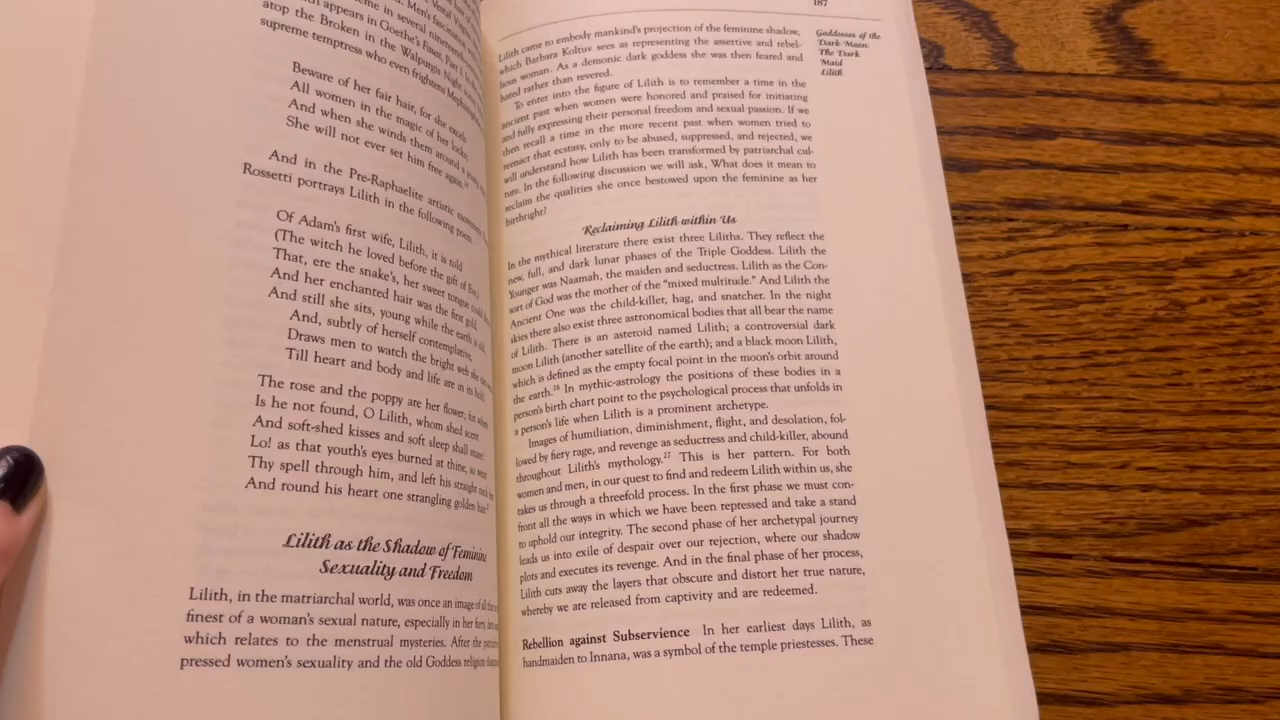 eme in several nineteenth
appears in Goethe's Faust, Part I
atop the Broken in the Walpurgis Night
supreme temptress who even frightens
Beware of her fair hair, for she excels
All women in the magic of her locks
And when she winds them around a
She will not ever set him free again.
And in the Pre-Raphaelite artistic
Rossetti portrays Lilith in the following poem
Of Adam's first wife, Lilith, it is told
(The witch he loved before the gift of Eve,)
That, ere the snake's, her sweet tongue could
And her enchanted hair was the first gold.
And still she sits, young while the earth is old,
And, subtly of herself contemplative,
Draws men to watch the bright web she
Till heart and body and life are in its hold.
The rose and the poppy are her flower; for
Is he not found, O Lilith, whom shed scent
And soft-shed kisses and soft sleep shall
Lo! as that youth's eyes burned at thine, so
Thy spell through him, and left his straight
And round his heart one strangling golden hair.
Lilith as the Shadow of Feminine
Sexuality and Freedom
Lilith, in the matriarchal world, was once an image of all
finest of a woman's sexual nature, especially in her
which relates to the menstrual mysteries. After the
pressed women's sexuality and the old Goddess religion
187
Goddesses of the
Dark Moon:
The Dark
Maid
Lilith
Lilith came to embody mankind's projection of the feminine shadow,
which Barbara Koltuv sees as representing the assertive and rebel-
lious woman. As a demonic dark goddess she was then feared and
hated rather than revered.
To enter into the figure of Lilith is to remember a time in the
ancient past when women were honored and praised for initiating
and fully expressing their personal freedom and sexual passion. If we
then recall a time in the more recent past when women tried to
reenact that ecstasy, only to be abused, suppressed, and rejected, we
will understand how Lilith has been transformed by patriarchal cul-
ture. In the following discussion we will ask, What does it mean to
reclaim the qualities she once bestowed upon the feminine as her
birthright?
Reclaiming Lilith within Us
In the mythical literature there exist three Liliths. They reflect the
new, full, and dark lunar phases of the Triple Goddess. Lilith the
Younger was Naamah, the maiden and seductress. Lilith as the Con-
sort of God was the mother of the "mixed multitude." And Lilith the
Ancient One was the child-killer, hag, and snatcher. In the night
skies there also exist three astronomical bodies that all bear the name
of Lilith. There is an asteroid named Lilith; a controversial dark
moon Lilith (another satellite of the earth); and a black moon Lilith,
which is defined as the empty focal point in the moon's orbit around
the earth.26 In mythic-astrology the positions of these bodies in a
person's birth chart point to the psychological process that unfolds in
a person's life when Lilith is a prominent archetype.
Images of humiliation, diminishment, flight, and desolation, fol-
lowed by fiery rage, and revenge as seductress and child-killer, abound
throughout Lilith's mythology.27 This is her pattern. For both
women and men, in our quest to find and redeem Lilith within us, she
takes us through a threefold process. In the first phase we must con-
front all the ways in which we have been repressed and take a stand
to uphold our integrity. The second phase of her archetypal journey
leads us into exile of despair over our rejection, where our shadow
plots and executes its revenge. And in the final phase of her process,
Lilith cuts away the layers that obscure and distort her true nature,
whereby we are released from captivity and are redeemed.
Rebellion against Subservience In her earliest days Lilith, as
handmaiden to Innana, was a symbol of the temple priestesses. These